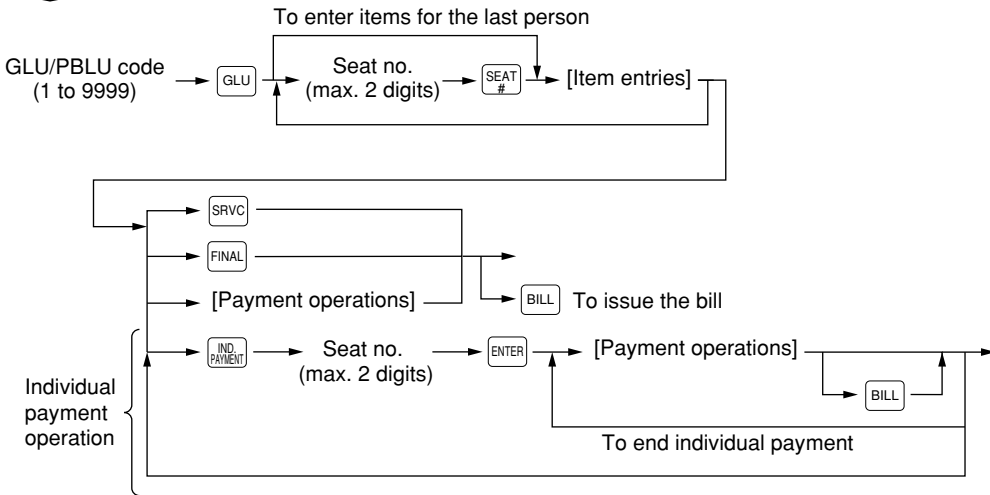 To enter items for the last person
GLU/PBLU code
(1 to 9999)
GLU
Seat no.
(max. 2 digits)
SEAT
#
[Item entries]
SRVC
FINAL
[Payment operations]
BILL
To issue the bill
Individual
payment
operation
IND.
PAYMENT
Seat no.
(max. 2 digits)
ENTER
[Payment operations]
BILL
To end individual payment